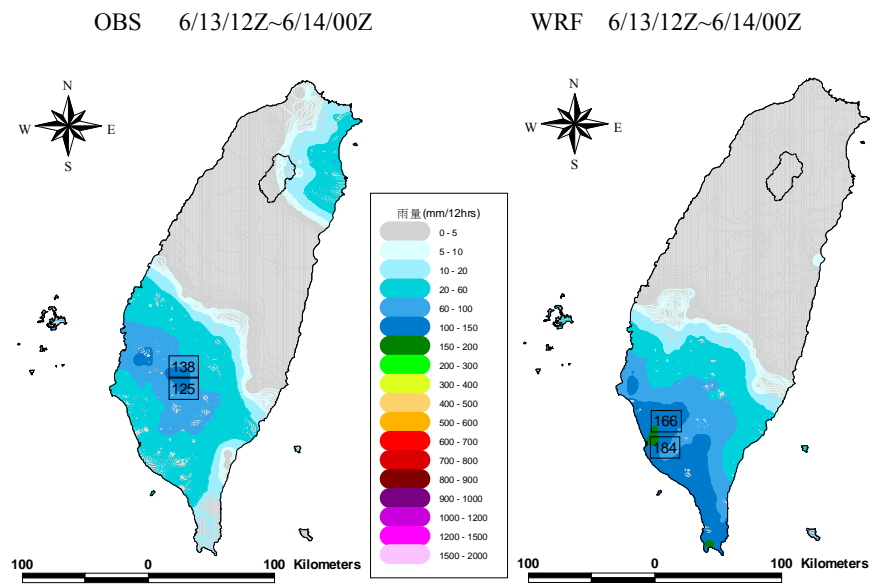 OBS 6/13/12Z~6/14/00Z
WRF 6/13/12Z~6/14/00Z
N
W E
S
N
W E
S
雨量(mm/12hrs)
0 - 5
5 - 10
10 - 20
20 - 60
60 - 100
100 - 150
150 - 200
200 - 300
300 - 400
400 - 500
500 - 600
600 - 700
700 - 800
800 - 900
900 - 1000
1000 - 1200
1200 - 1500
1500 - 2000
138
125
166
184
100 0 100 Kilometers
100 0 100 Kilometers